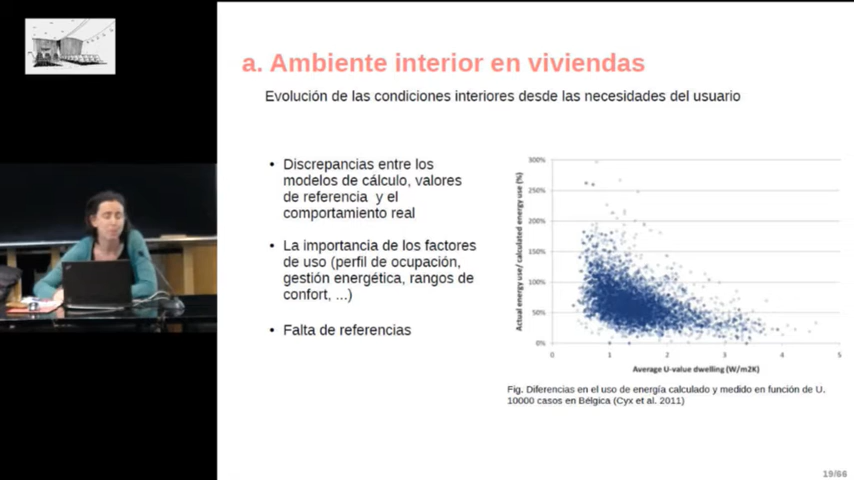 a. Ambiente interior en viviendas
Evolución de las condiciones interiores desde las necesidades del usuario
• Discrepancias entre los
modelos de cálculo, valores
de referencia y el
comportamiento real
• La importancia de los factores
de uso (perfil de ocupación,
gestión energética, rangos de
confort, ...)
• Falta de referencias
Actual energy use/ calculated energy use (%)
300%
250%
200%
150%
100%
50%
0%
0 1 2 3 4 5
Average U-value dwelling (W/m2K)
Fig. Diferencias en el uso de energía calculado y medido en función de U.
10000 casos en Bélgica (Cyx et al. 2011)
19/66